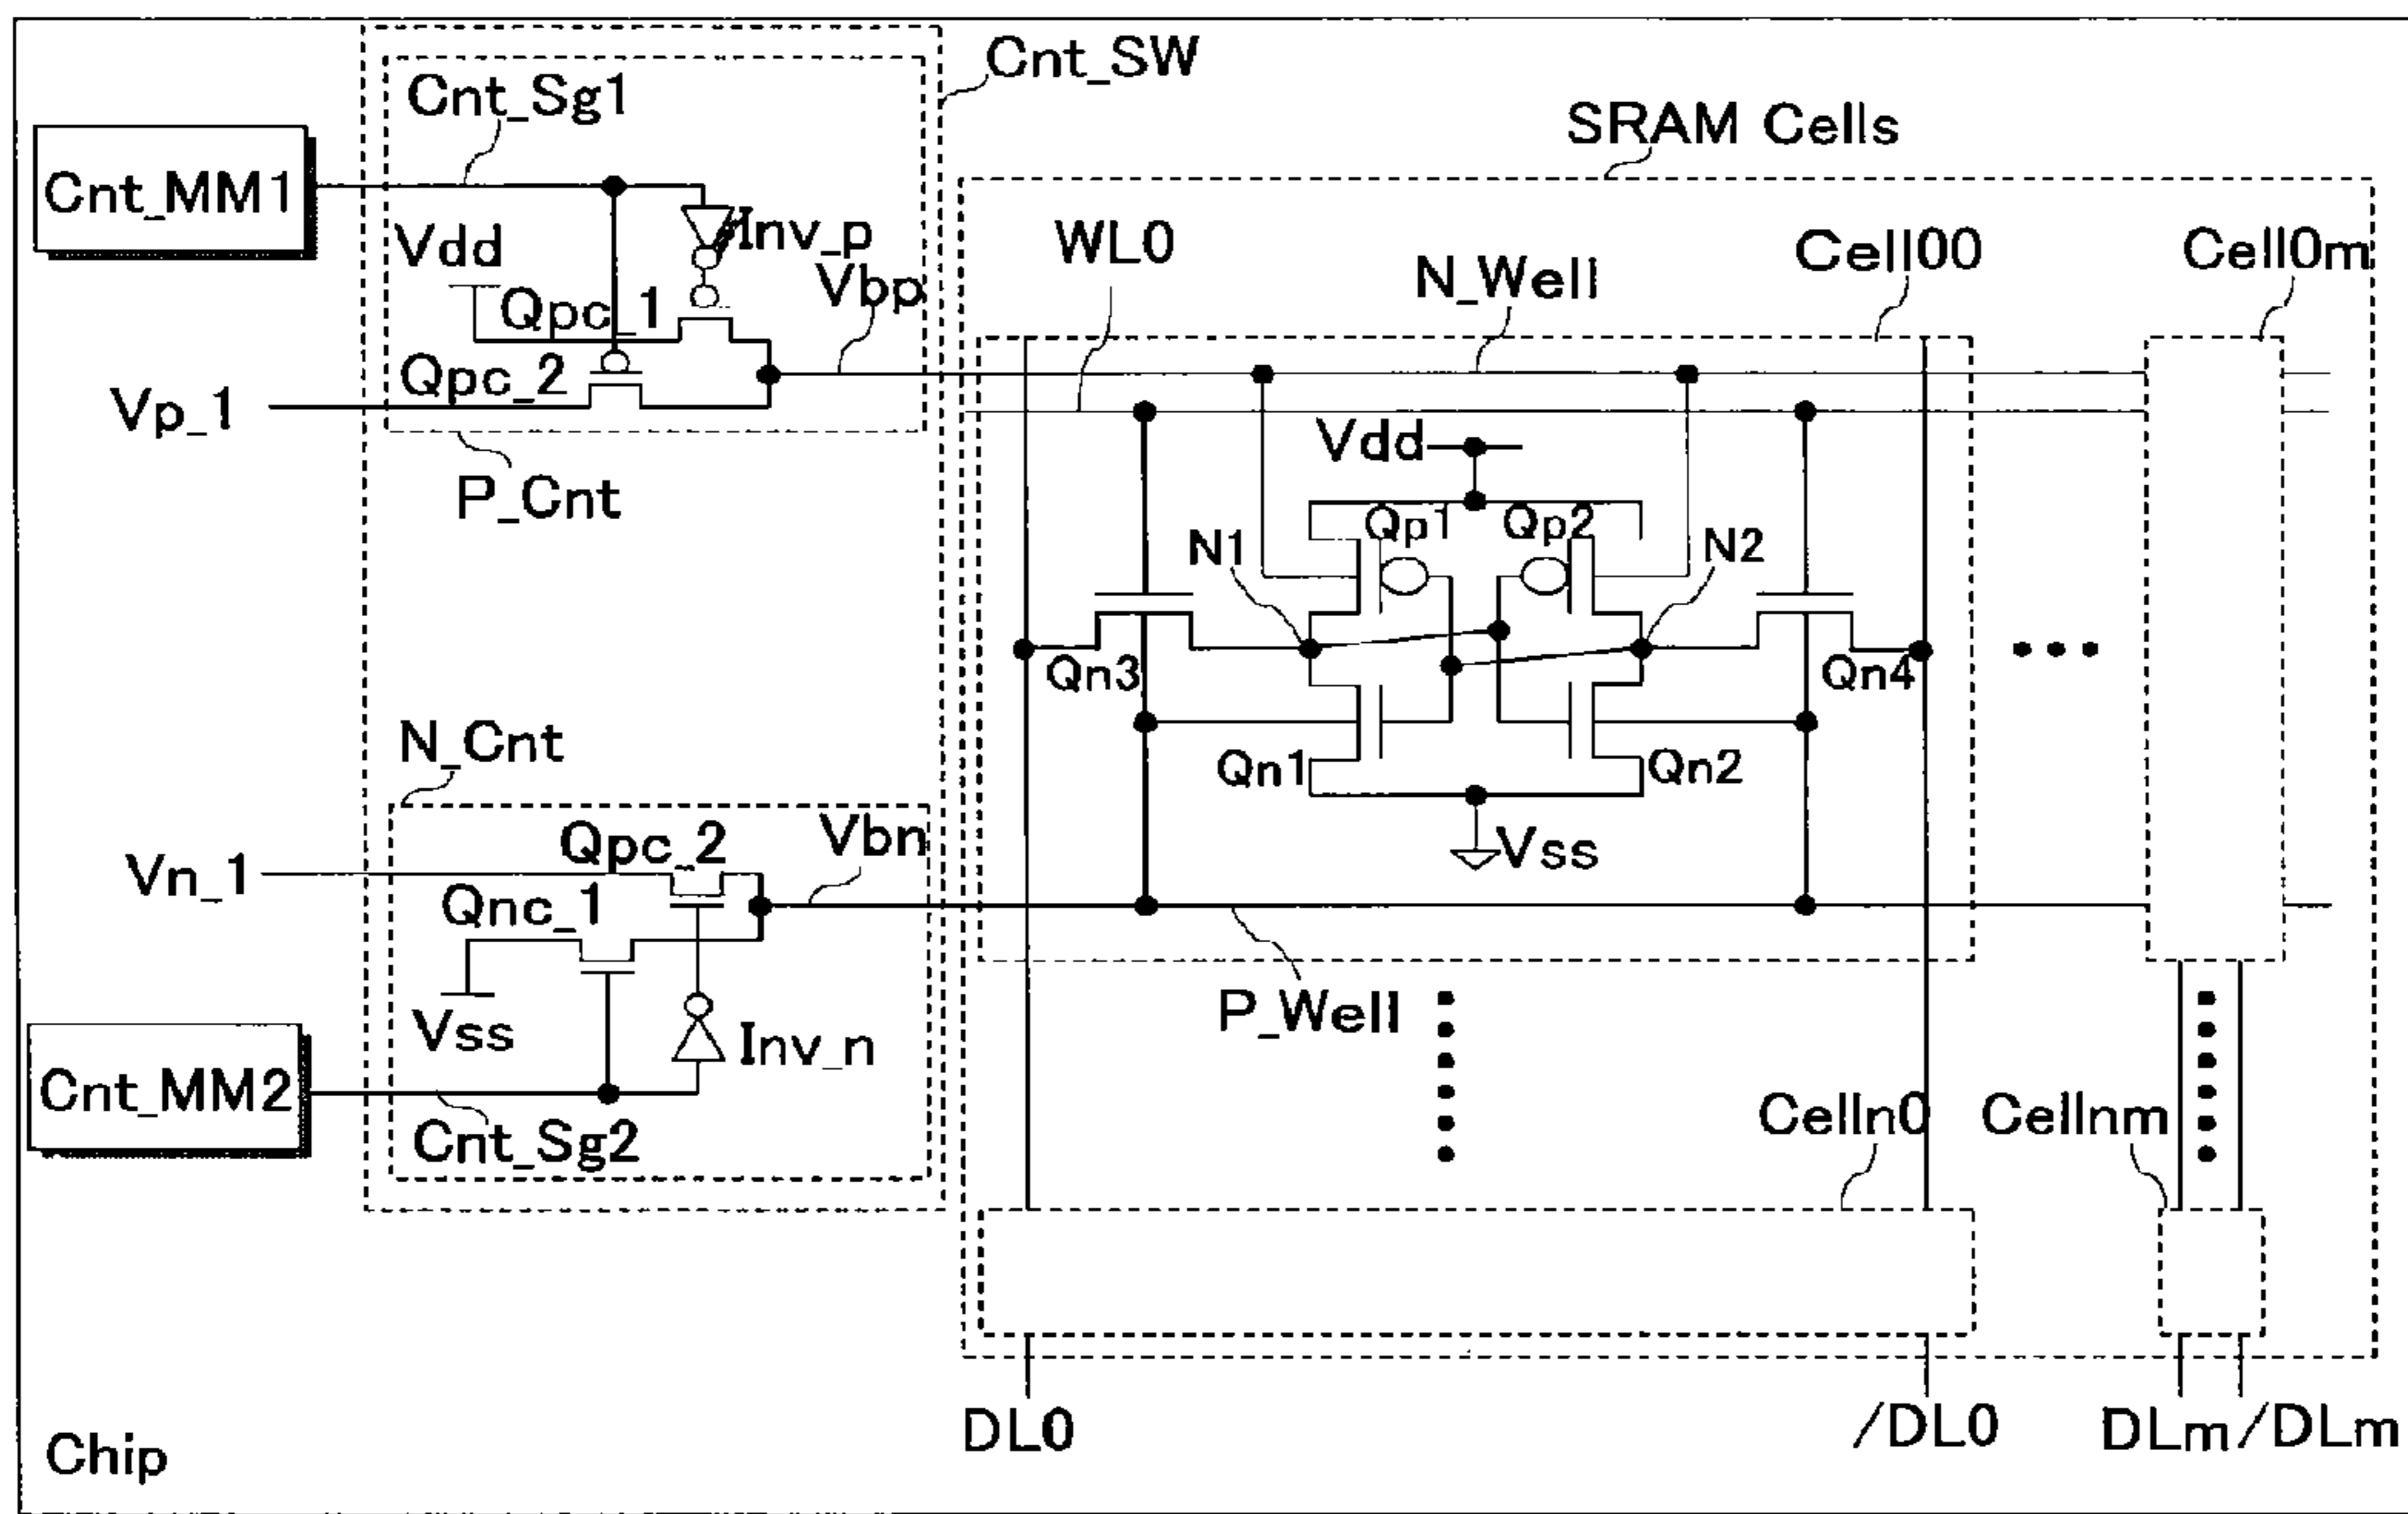 Cnt_SW
Cnt_Sg1
SRAM Cells
Cnt_MM1
Vdd
Inv_p
WL0
N_Well
Cell00
Cell0m
Qpc_1
Vbp
Qpc_2
Vp_1
Vdd
P_Cnt
Qp1
Qp2
N1
N2
Qn3
Qn4
N_Cnt
Qn1
Qn2
Vn_1
Qpc_2
Vbn
Vss
Qnc_1
Vss
P_Well
Inv_n
Cnt_MM2
Cnt_Sg2
Celln0
Cellnm
DL0
/DL0
DLm
/DLm
Chip